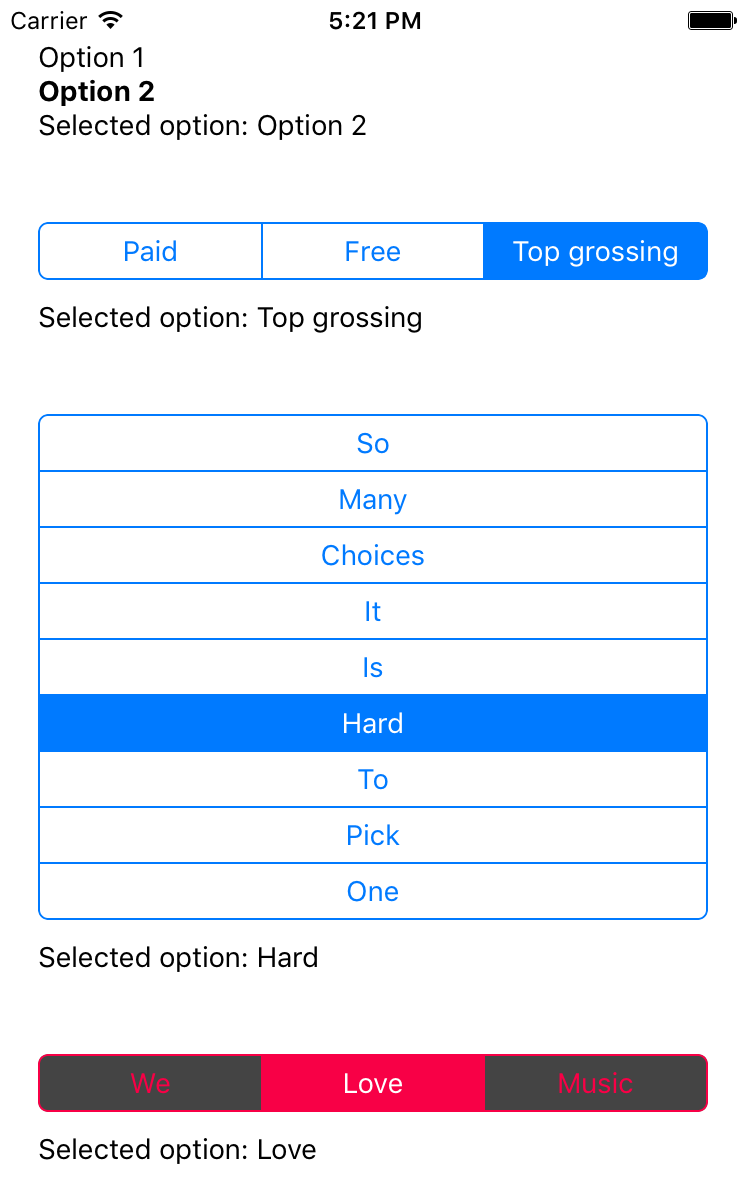 Carrier 5:21 PM
Option 1
Option 2
Selected option: Option 2
Paid Free Top grossing
Selected option: Top grossing
So
Many
Choices
It
Is
Hard
To
Pick
One
Selected option: Hard
We Love Music
Selected option: Love